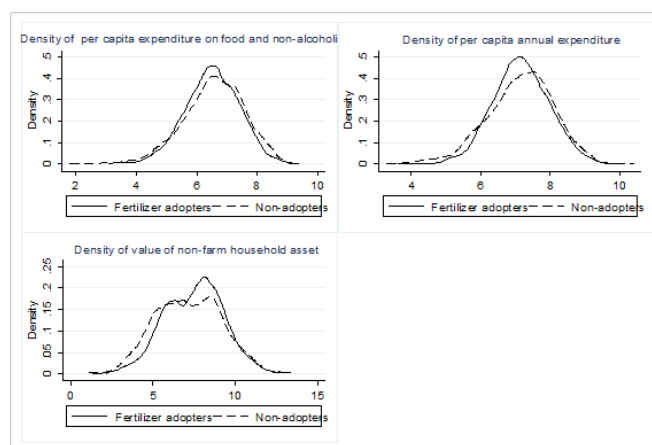 Density of per capita expenditure on food and non-alcoholi
Density
.5
.4
.3
.2
.1
0
2 4 6 8 10
Fertilizer adopters Non-adopters
Density of per capita annual expenditure
Density
.5
.4
.3
.2
.1
0
4 6 8 10
Fertilizer adopters Non-adopters
Density of value of non-farm household asset
Density
.25
.2
.15
.1
.05
0
0 5 10 15
Fertilizer adopters Non-adopters